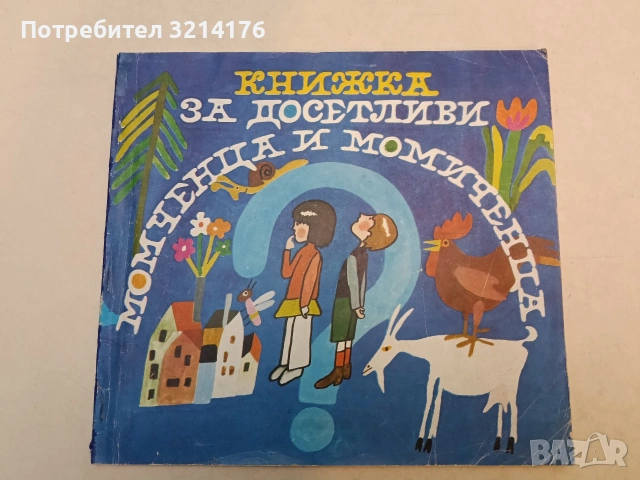 Потребител 3214176
КНИЖКА
ЗА ДОСЕТЛИВИ
МОМЧЕНЦА И МОМИЧЕНЦА
BAZAR